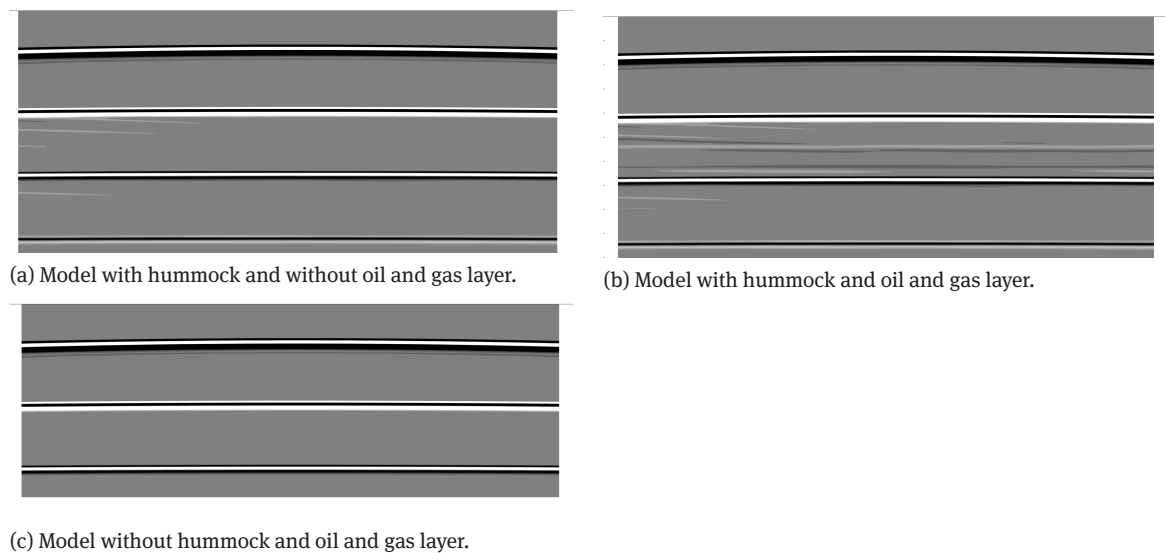 (a) Model with hummock and without oil and gas layer.
(b) Model with hummock and oil and gas layer.
(c) Model without hummock and oil and gas layer.